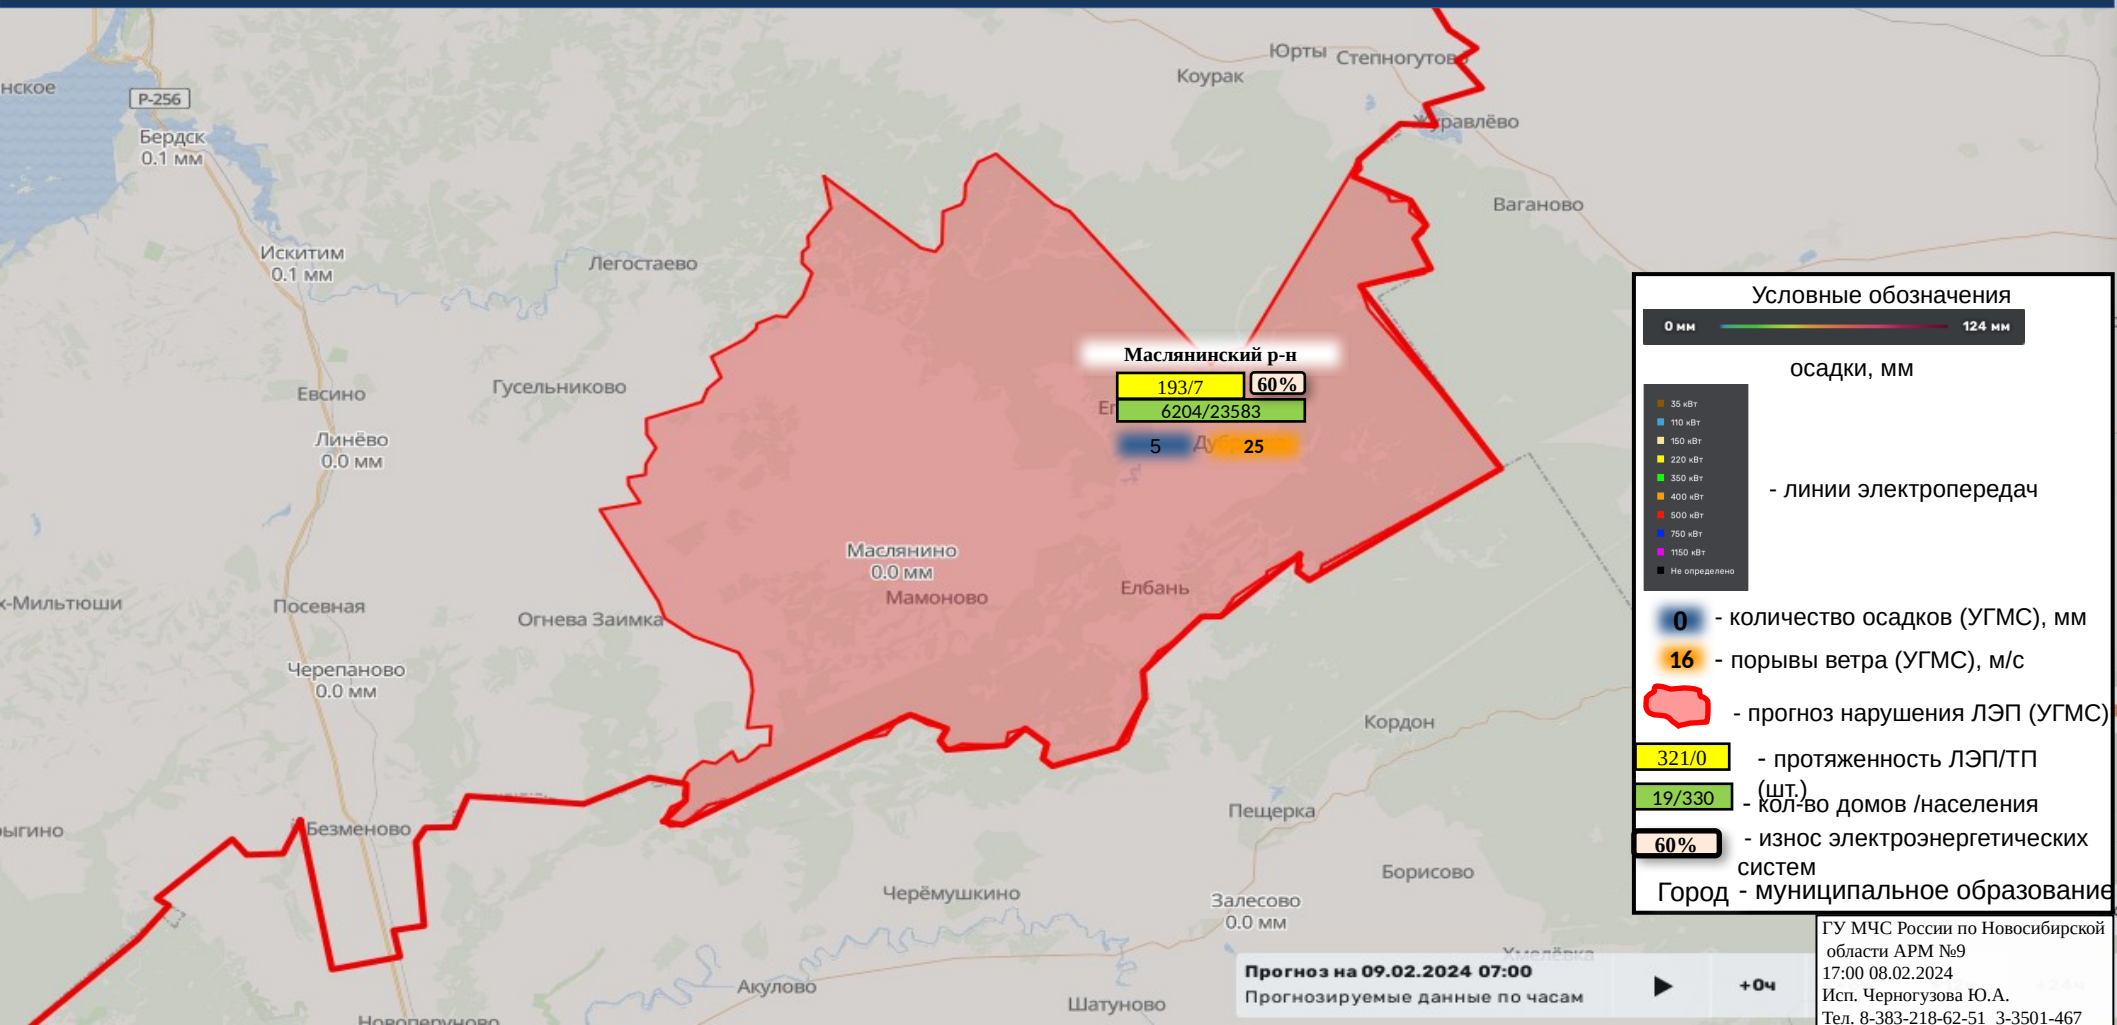 Юрты
Степногутово
Коурак
нское
Р-256
Журавлёво
Бердск
0.1 мм
Ваганово
Искитим
0.1 мм
Легостаево
Условные обозначения
0 мм
124 мм
осадки, мм
Маслянинский р-н
193/7
60%
6204/23583
5
25
Гусельниково
Евсино
Линёво
0.0 мм
35 кВт
110 кВт
150 кВт
220 кВт
350 кВт
400 кВт
500 кВт
750 кВт
1150 кВт
Не определено
- линии электропередач
Маслянино
0.0 мм
Мамоново
Елбань
х-Мильтюши
Посевная
Огнева Заимка
Черепаново
0.0 мм
0 - количество осадков (УГМС), мм
16 - порывы ветра (УГМС), м/с
- прогноз нарушения ЛЭП (УГМС)
321/0 - протяженность ЛЭП/ТП
(шт.)
19/330 - кол-во домов /населения
60% - износ электроэнергетических
систем
Город - муниципальное образование
Кордон
Пещерка
Безменово
ыгино
Борисово
Черёмушкино
Залесово
0.0 мм
Хмелёвка
Акулово
Шатуново
Новоперуново
Прогноз на 09.02.2024 07:00
Прогнозируемые данные по часам
+0ч
ГУ МЧС России по Новосибирской
области АРМ №9
17:00 08.02.2024
Исп. Черногузова Ю.А.
Тел. 8-383-218-62-51 3-3501-467